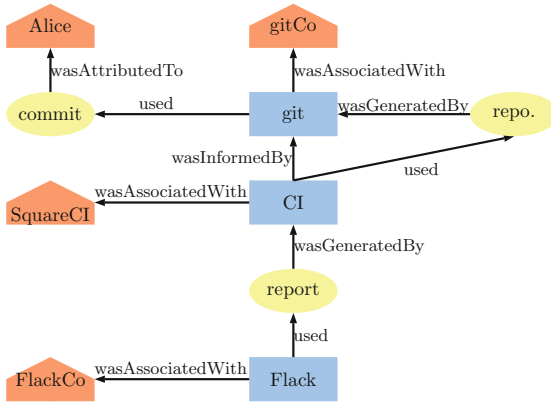 Alice
gitCo
wasAttributedTo
wasAssociatedWith
commit
used
git
wasGeneratedBy
repo.
wasInformedBy
used
SquareCI
wasAssociatedWith
CI
wasGeneratedBy
report
used
FlackCo
wasAssociatedWith
Flack